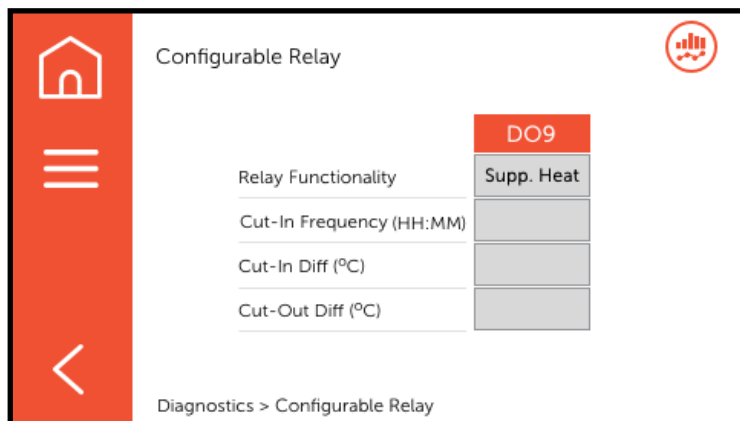 Configurable Relay
DO9
Relay Functionality Supp. Heat
Cut-In Frequency (HH:MM)
Cut-In Diff (ºC)
Cut-Out Diff (ºC)
Diagnostics > Configurable Relay